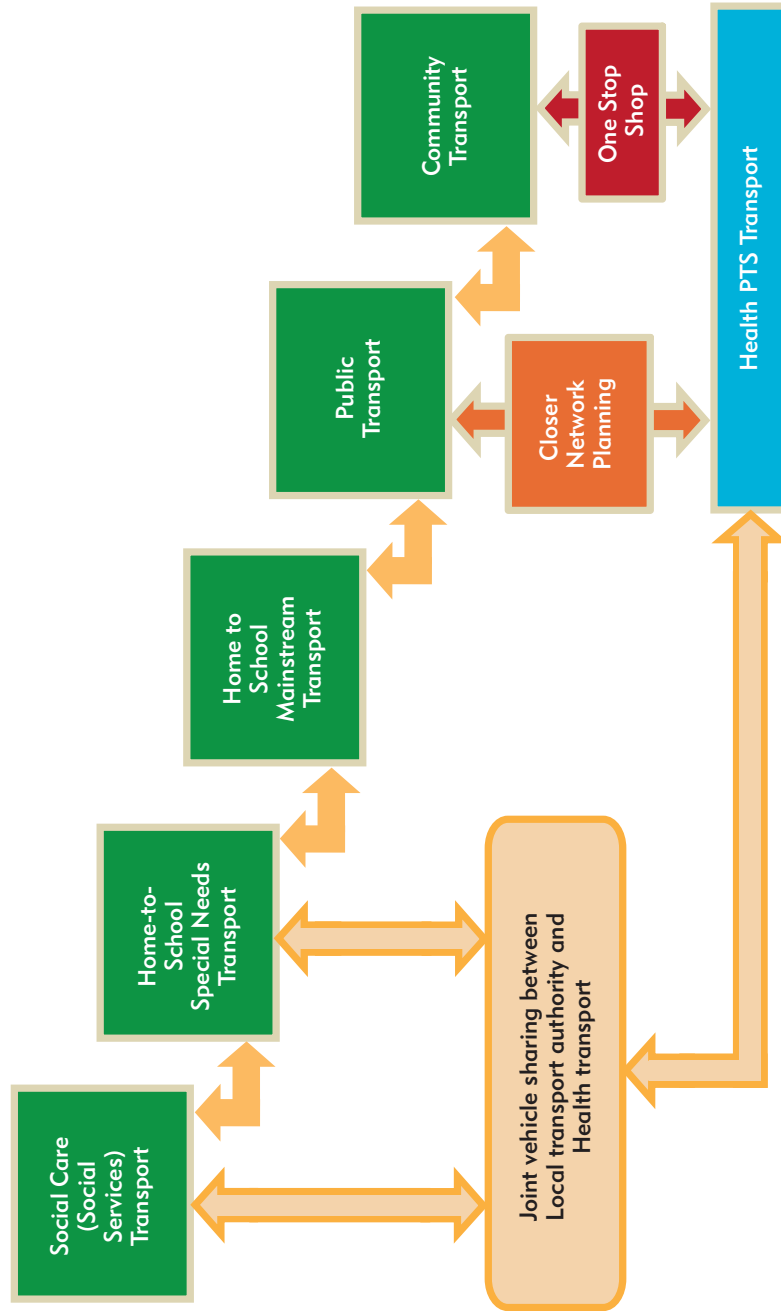 Social Care
(Social
Services)
Transport
Home-to-
School
Special Needs
Transport
Home to
School
Mainstream
Transport
Public
Transport
Community
Transport
Joint vehicle sharing between
Local transport authority and
Health transport
Closer
Network
Planning
One Stop
Shop
Health PTS Transport